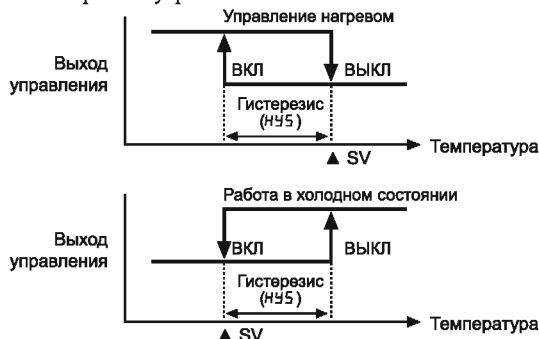 Управление нагревом
Выход
управления
ВКЛ
ВЫКЛ
Гистерезис
(HYS)
▲ SV
Температура
Работа в холодном состоянии
Выход
управления
ВКЛ
ВЫКЛ
Гистерезис
(HYS)
▲ SV
Температура